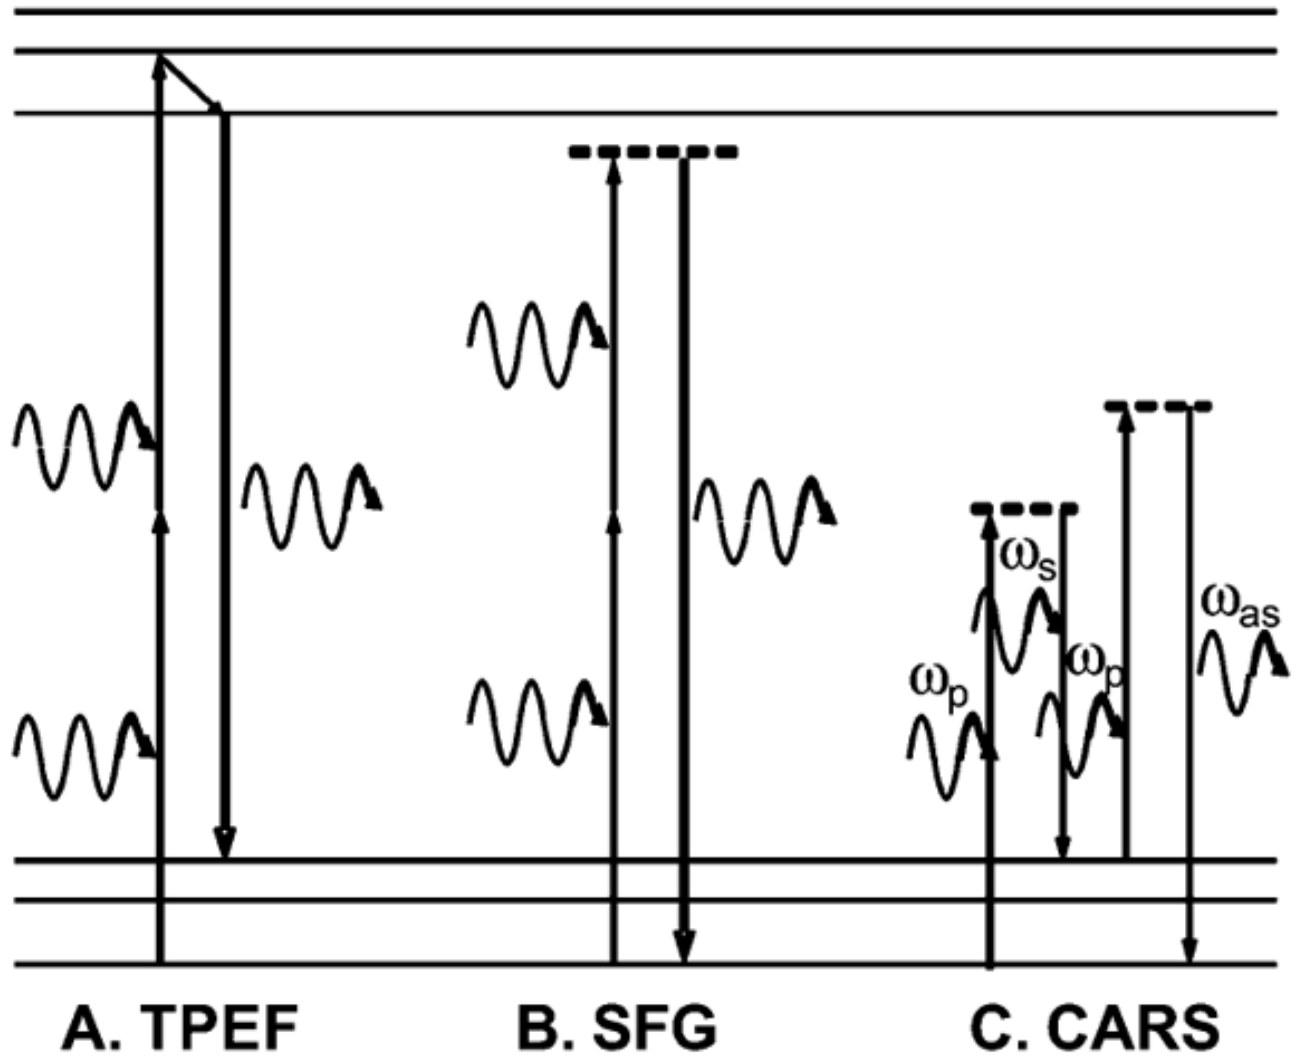 ωs
ωas
ωp
ωp
A. TPEF
B. SFG
C. CARS